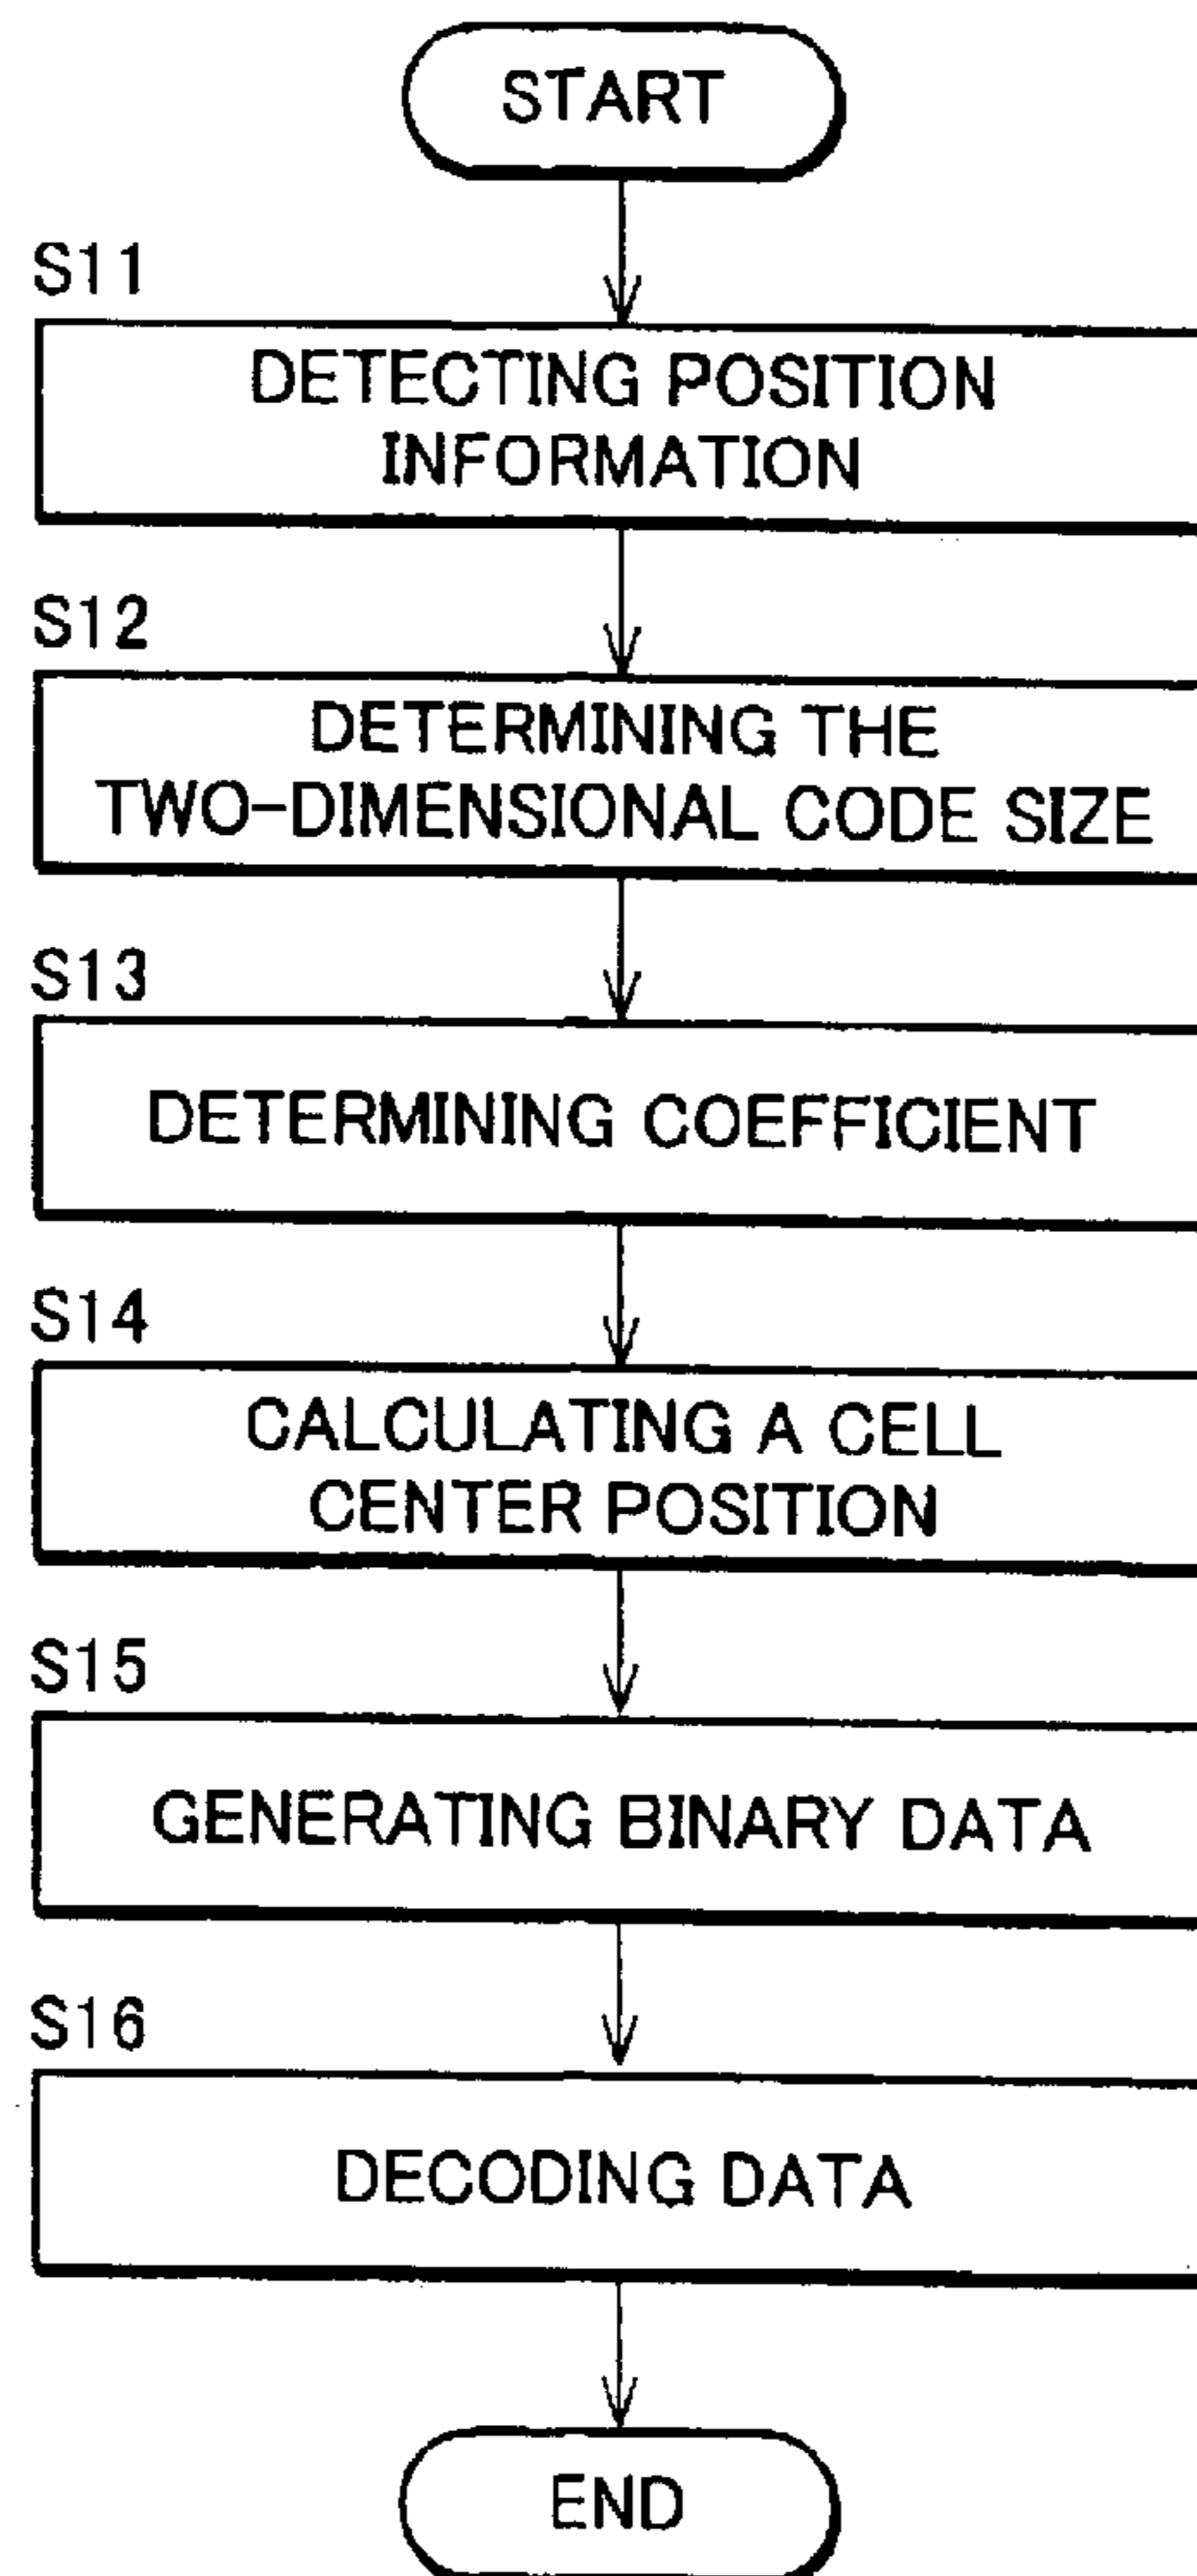 START
S11
DETECTING POSITION
INFORMATION
S12
DETERMINING THE
TWO-DIMENSIONAL CODE SIZE
S13
DETERMINING COEFFICIENT
S14
CALCULATING A CELL
CENTER POSITION
S15
GENERATING BINARY DATA
S16
DECODING DATA
END